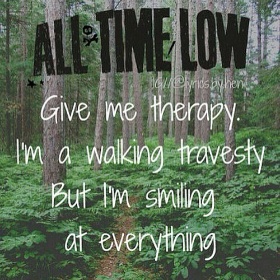 ALL TIME LOW
Give me therapy.
I'm a walking travesty
But I'm smiling
at everything